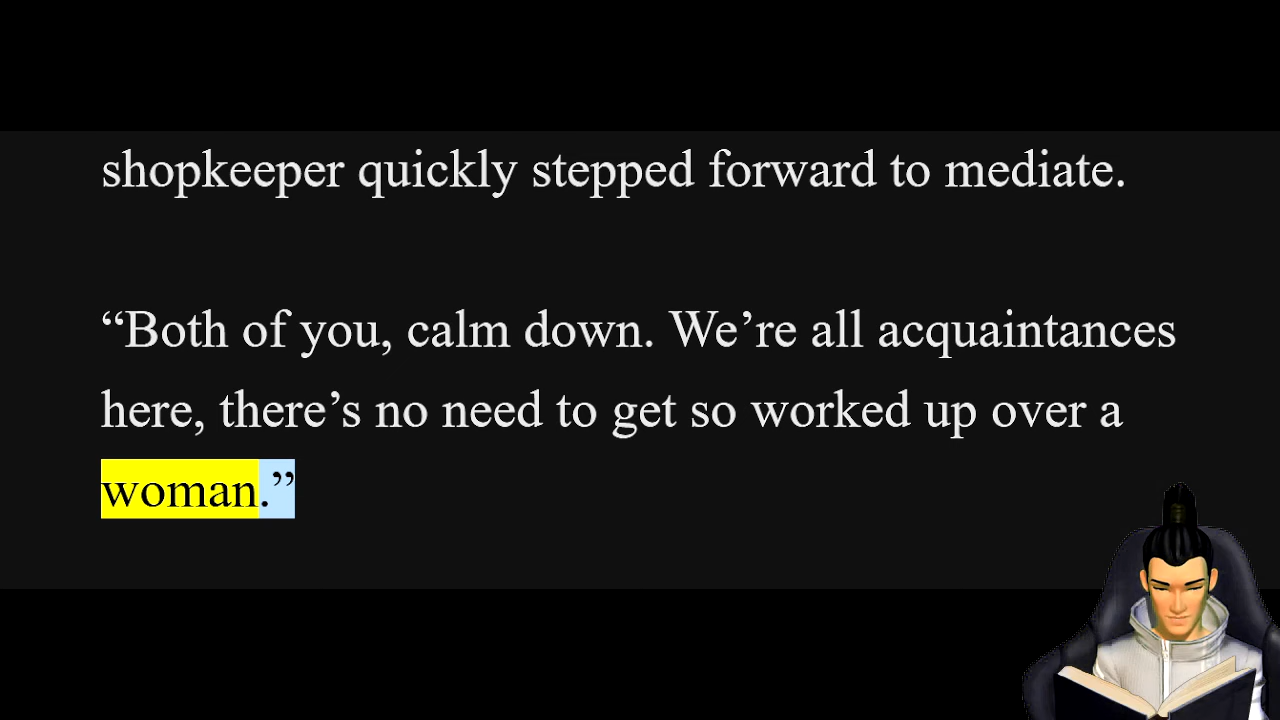 shopkeeper quickly stepped forward to mediate.
“Both of you, calm down. We’re all acquaintances
here, there’s no need to get so worked up over a
woman.”